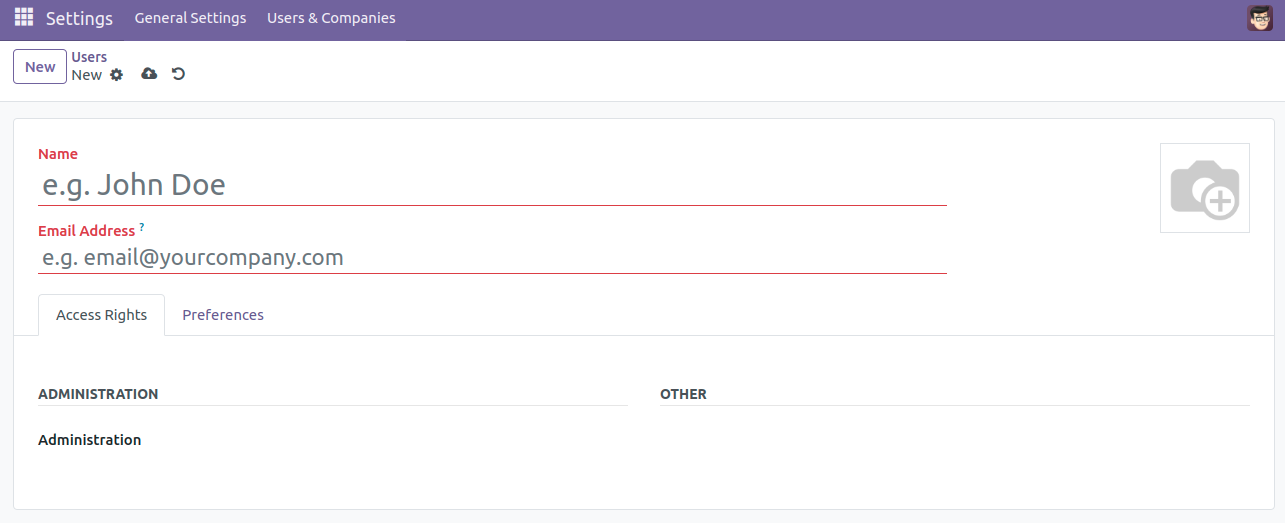 Settings General Settings Users & Companies
New
Users
New
Name
e.g. John Doe
Email Address ?
e.g. email@yourcompany.com
Access Rights Preferences
ADMINISTRATION OTHER
Administration